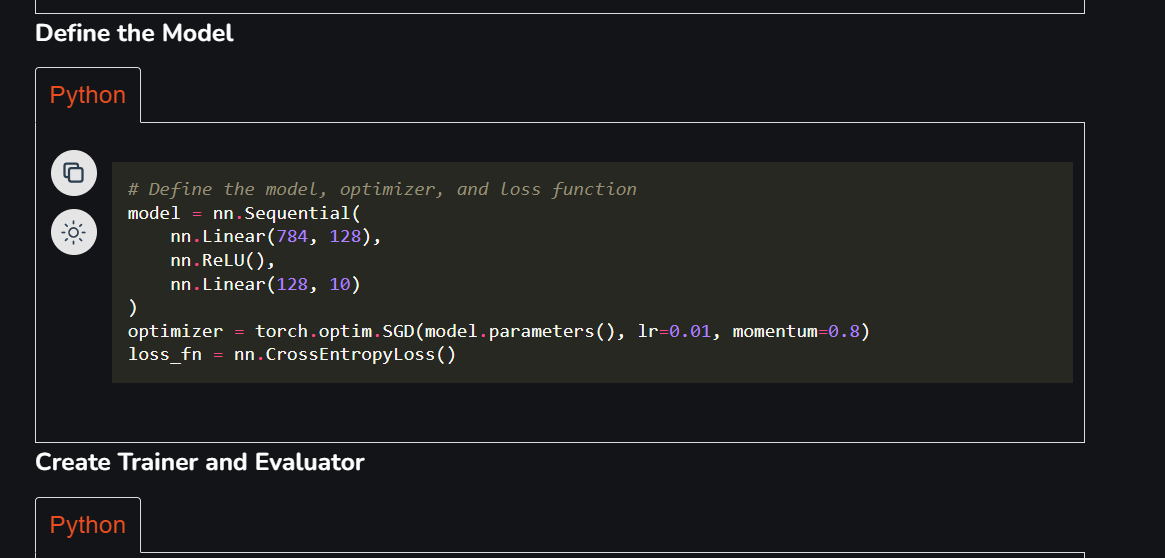 Define the Model
Python
# Define the model, optimizer, and loss function
model = nn.Sequential(
    nn.Linear(784, 128),
    nn.ReLU(),
    nn.Linear(128, 10)
)
optimizer = torch.optim.SGD(model.parameters(), lr=0.01, momentum=0.8)
loss_fn = nn.CrossEntropyLoss()
Create Trainer and Evaluator
Python